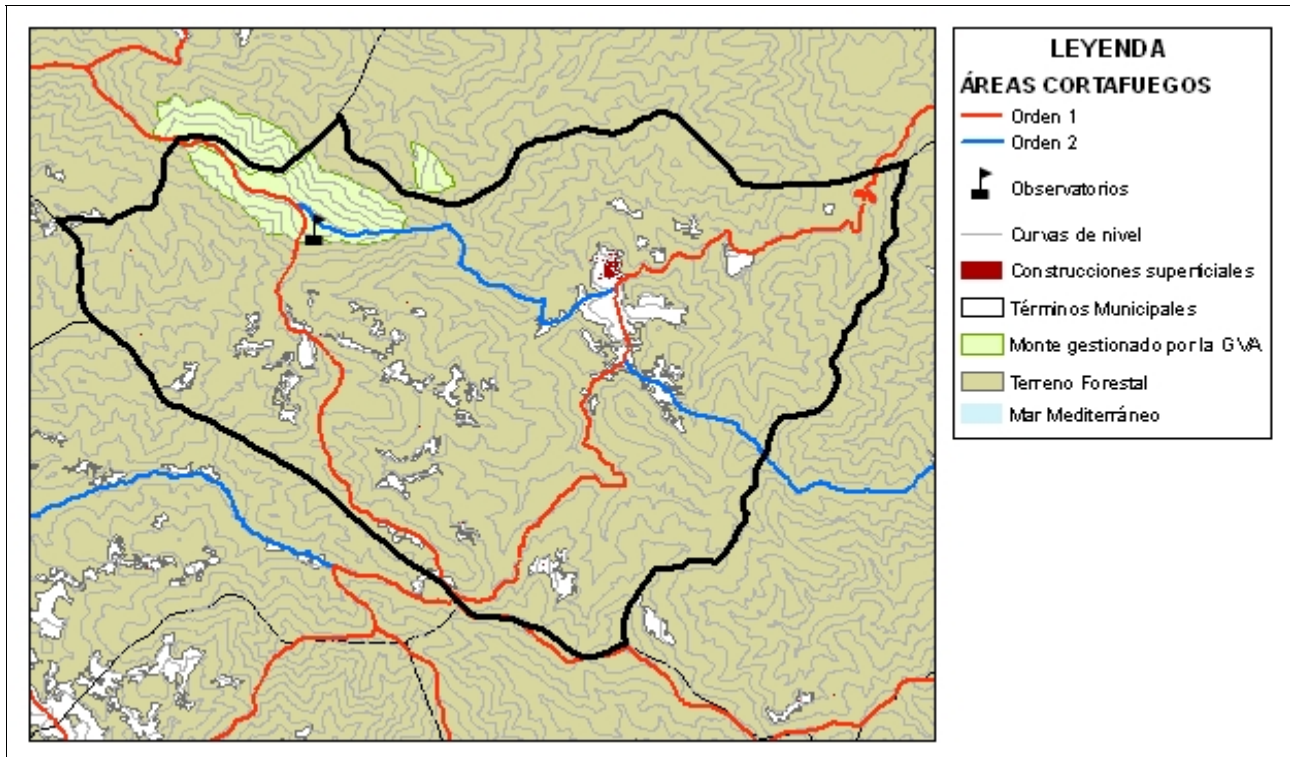 LEYENDA
ÁREAS CORTAFUEGOS
Orden 1
Orden 2
Observatorios
Curvas de nivel
Construcciones superficiales
Términos Municipales
Monte gestionado por la GVA
Terreno Forestal
Mar Mediterráneo